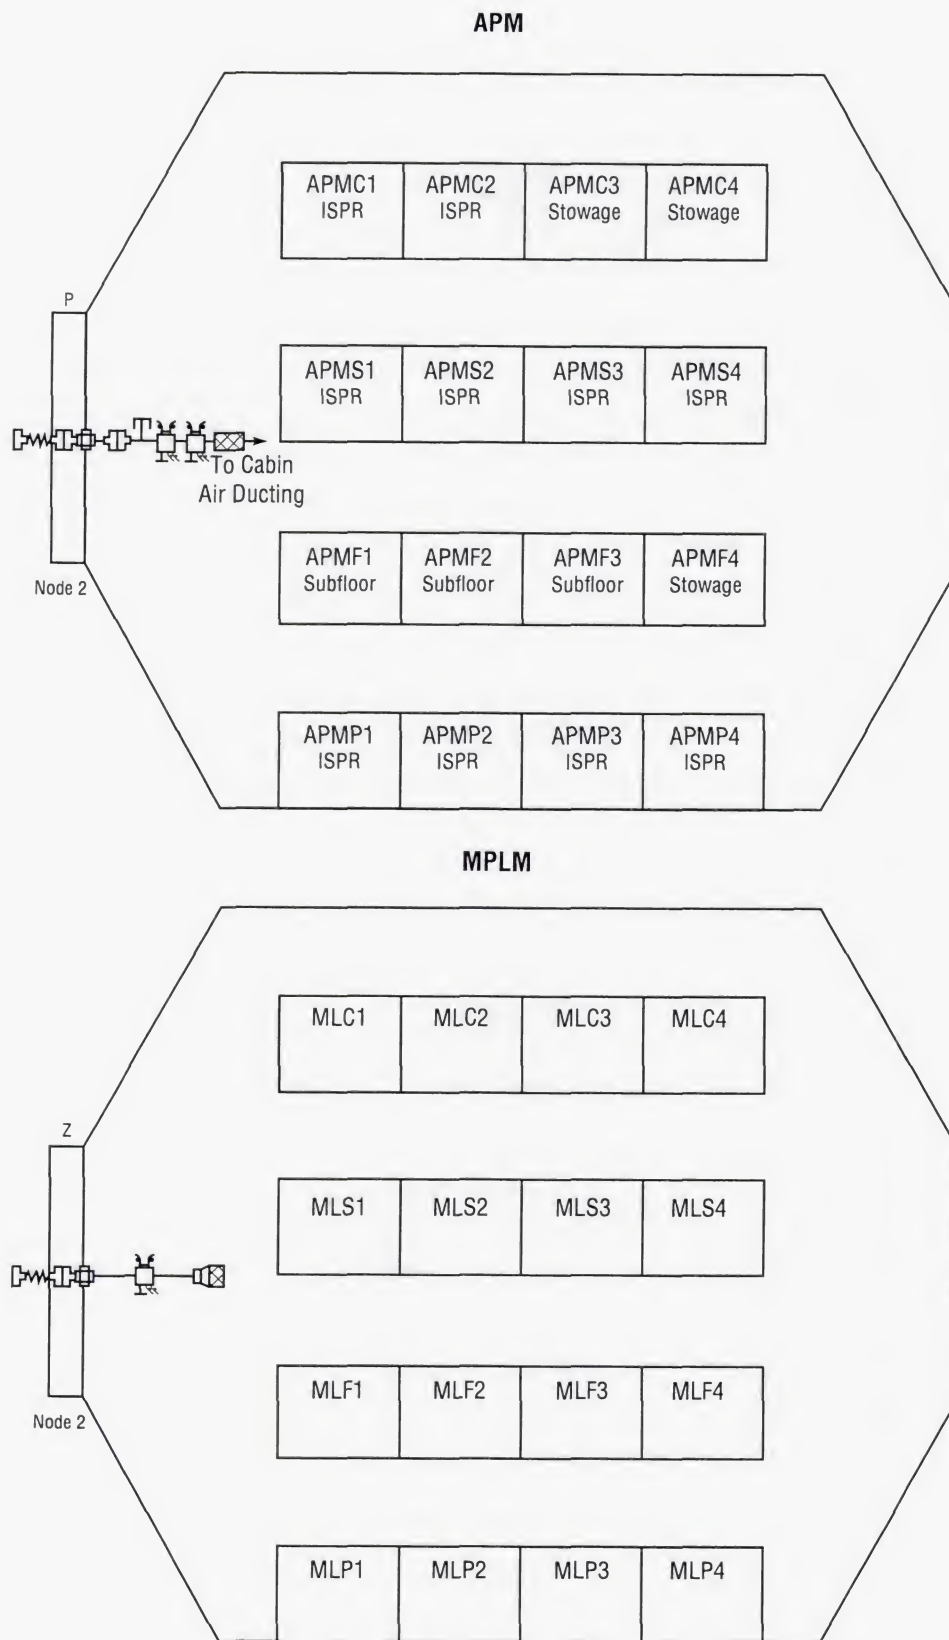 APM
APMC1 APMC2 APMC3 APMC4
ISPR ISPR Stowage Stowage
P
APMS1 APMS2 APMS3 APMS4
ISPR ISPR ISPR ISPR
To Cabin
Air Ducting
APMF1 APMF2 APMF3 APMF4
Subfloor Subfloor Subfloor Stowage
Node 2
APMP1 APMP2 APMP3 APMP4
ISPR ISPR ISPR ISPR
MPLM
MLC1 MLC2 MLC3 MLC4
Z
MLS1 MLS2 MLS3 MLS4
MLF1 MLF2 MLF3 MLF4
Node 2
MLP1 MLP2 MLP3 MLP4